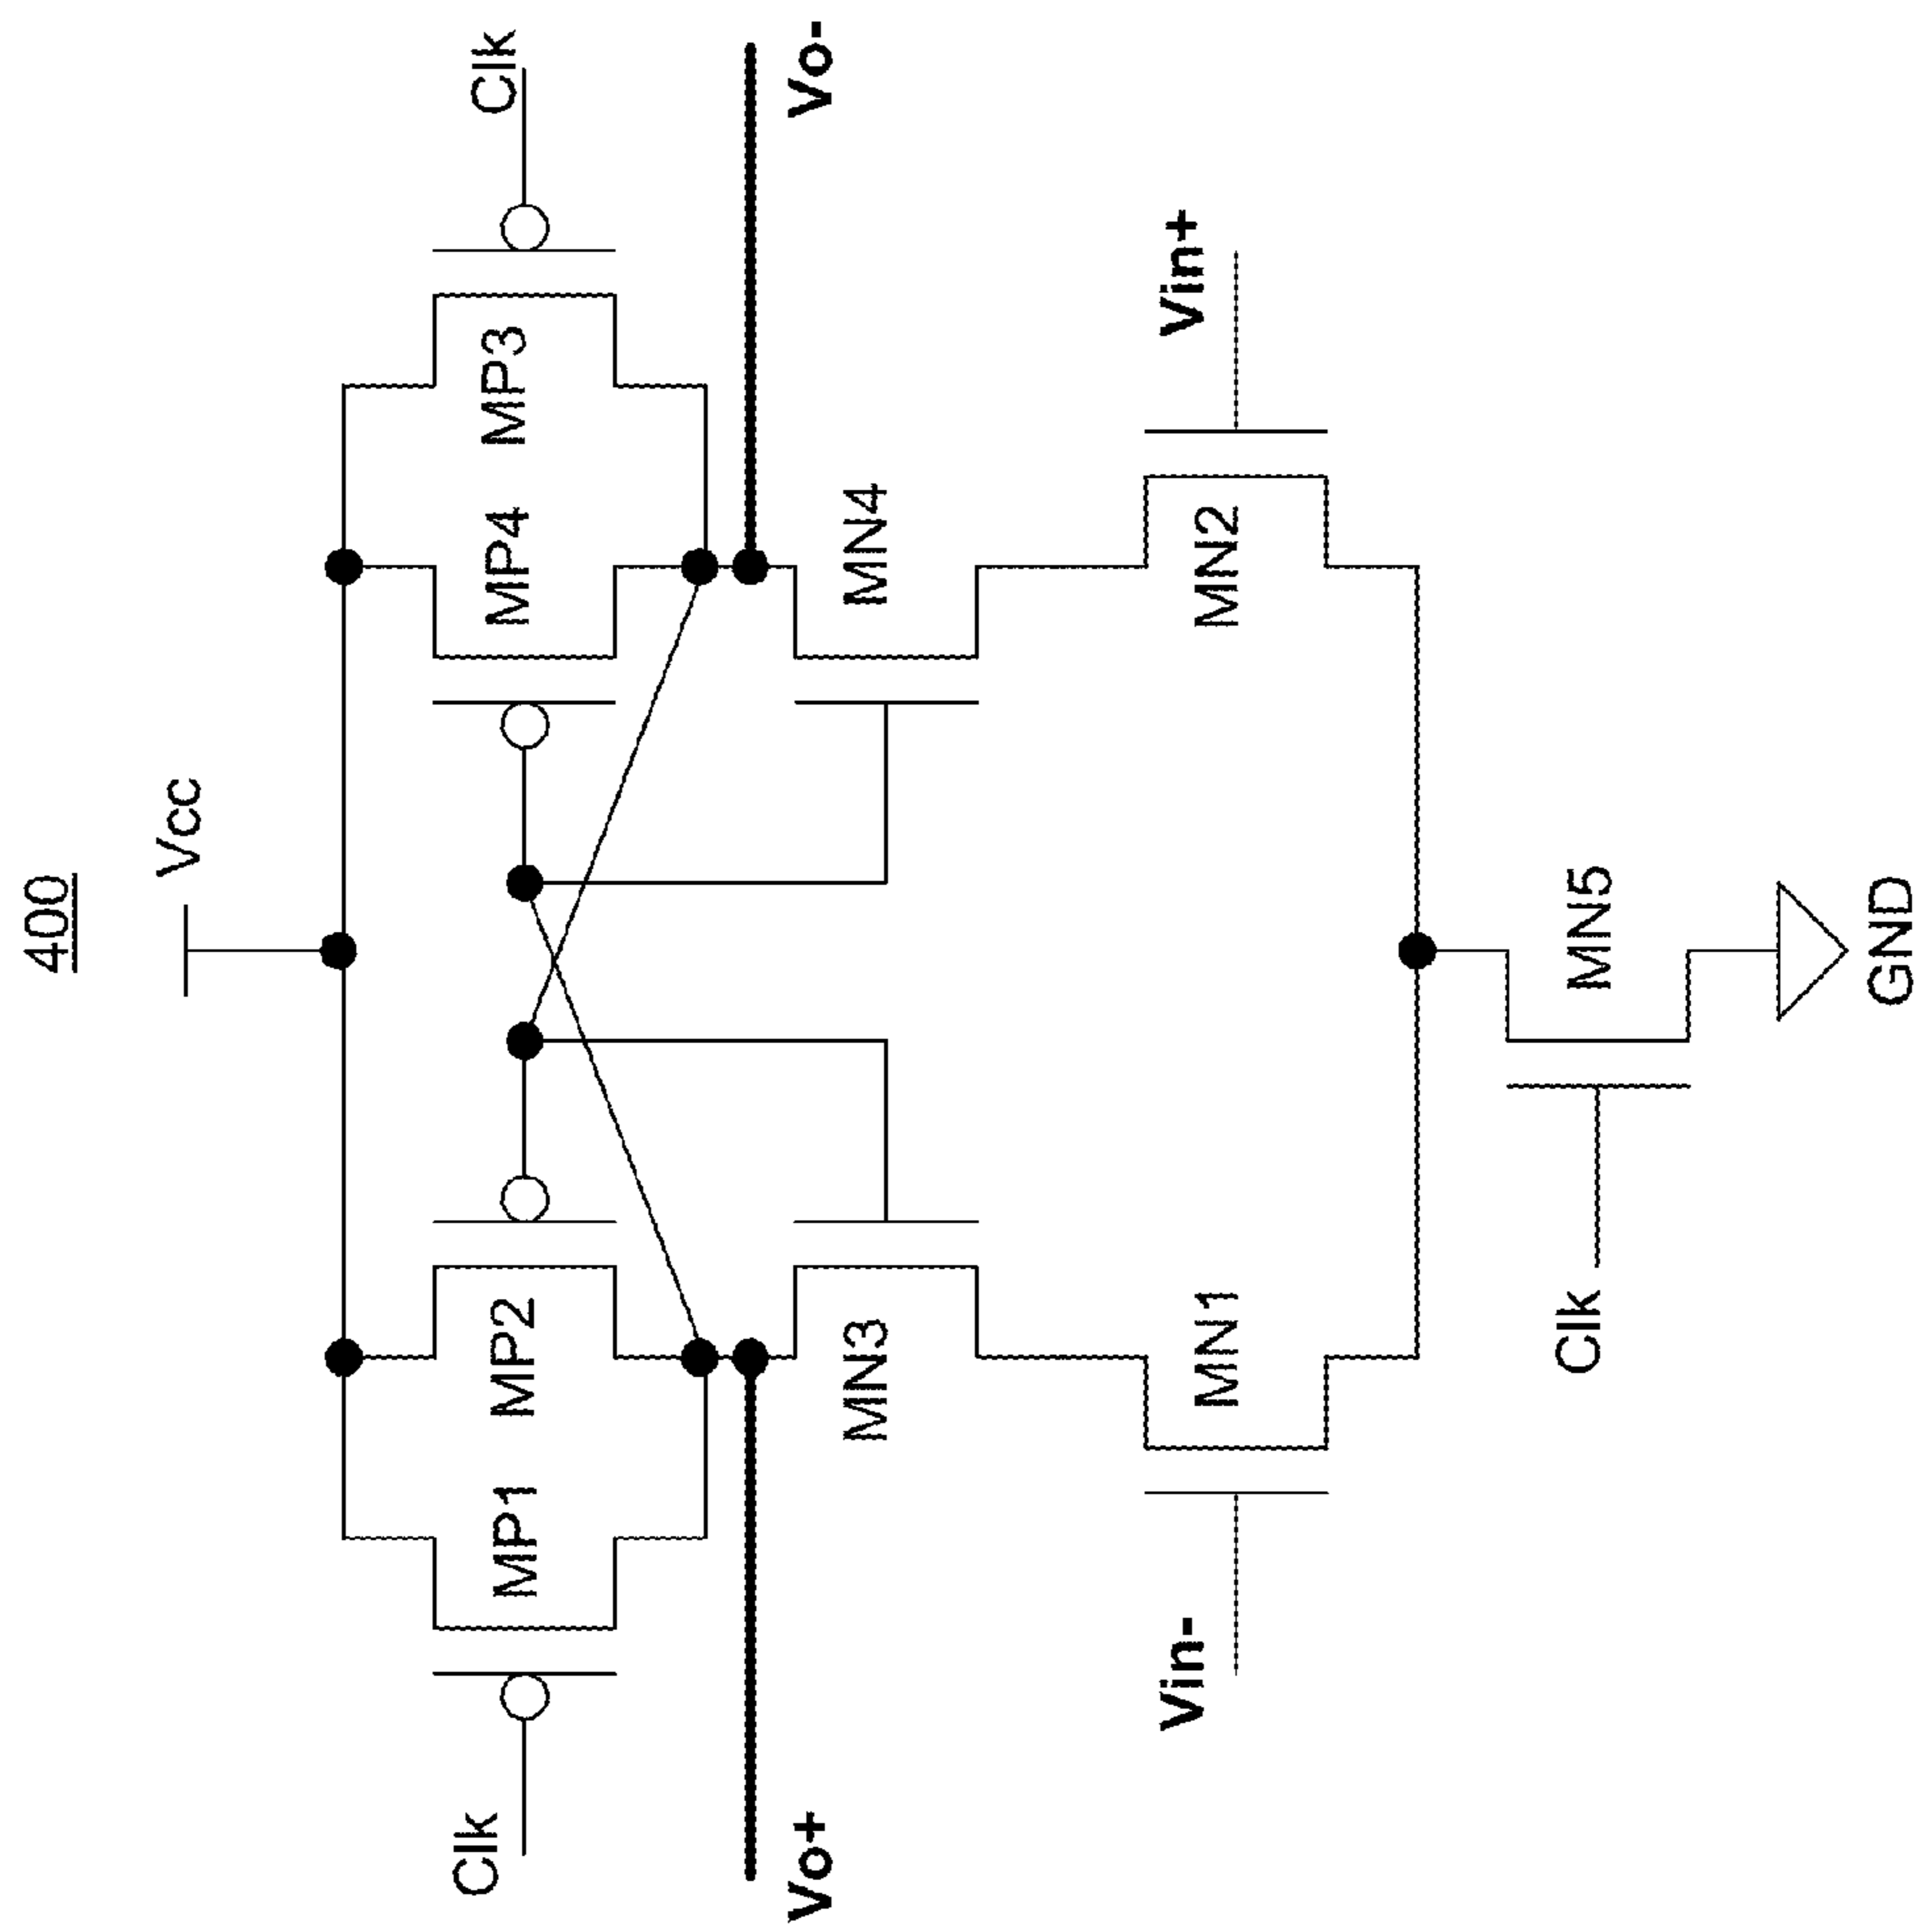 400
Vcc
Clk
MP1
MP2
MP4
MP3
Clk
Vo+
Vo-
MN3
MN4
Vin-
MN1
MN2
Vin+
Clk
MN5
GND